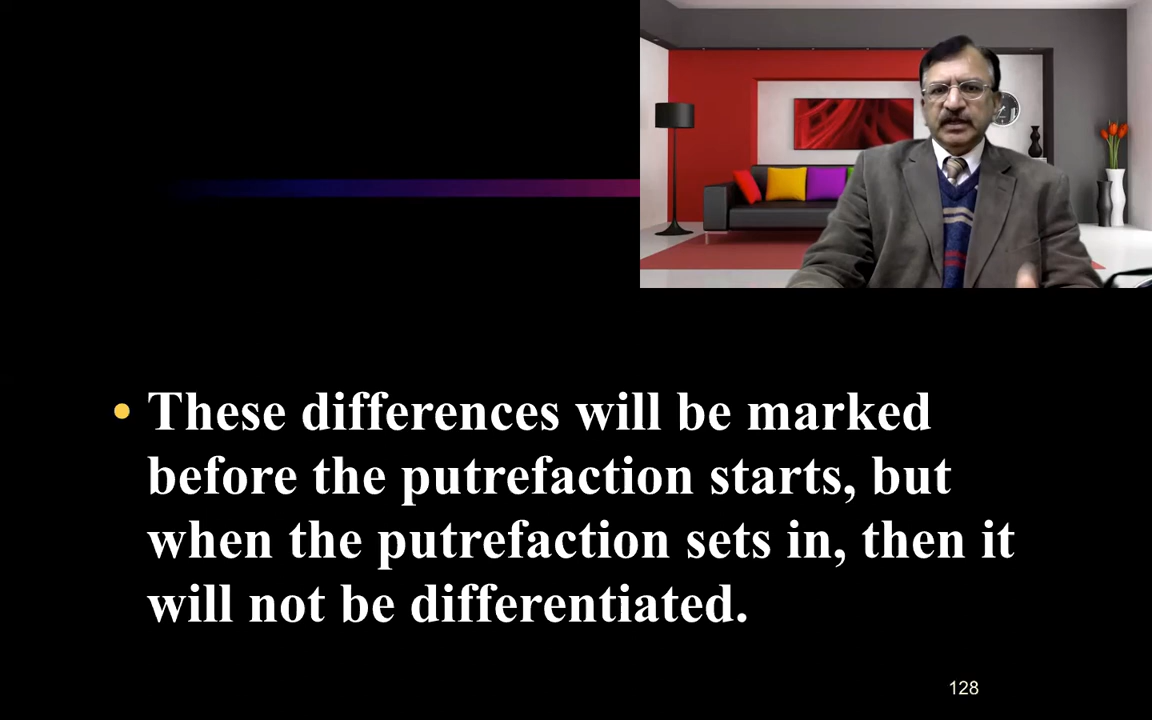 • These differences will be marked
before the putrefaction starts, but
when the putrefaction sets in, then it
will not be differentiated.
128